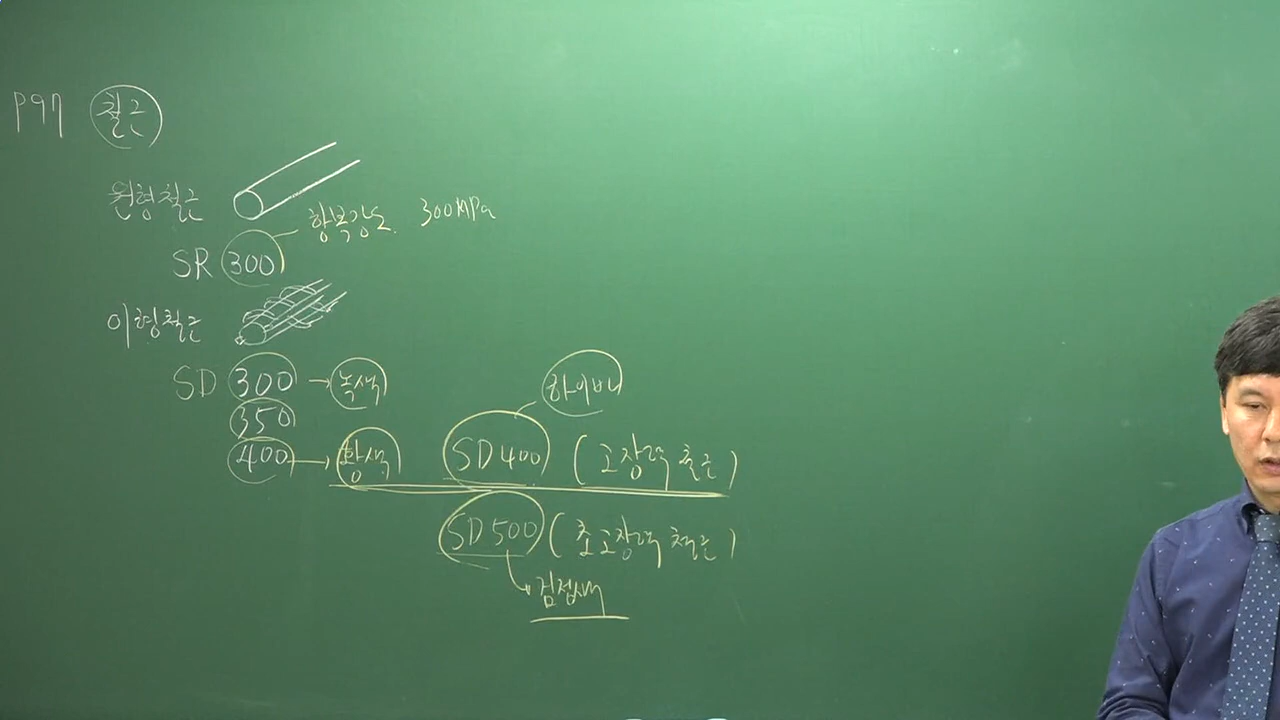 P97 철근
원형철근
항복강도 300MPa
SR 300
이형철근
SD 300 → 녹색
하이바
350
400 → 황색 SD400 (고장력 철근)
SD500 (초고장력 철근)
검정색